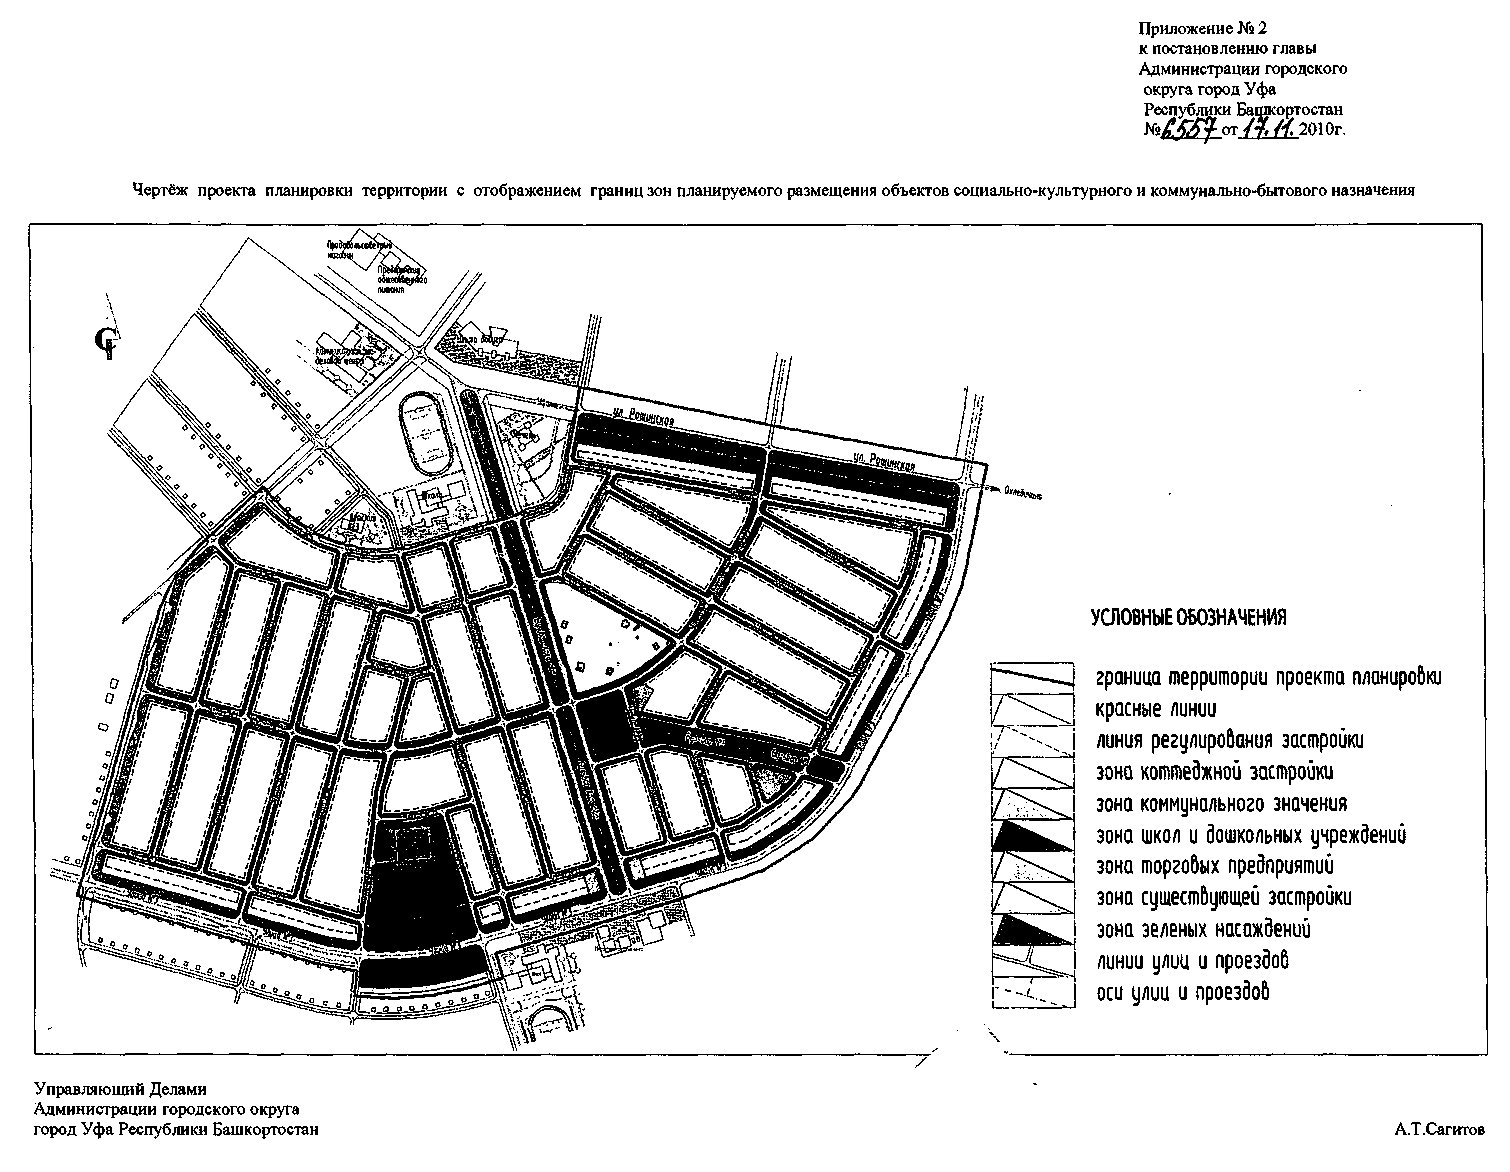 Приложение № 2
к постановлению главы
Администрации городского
округа город Уфа
Республики Башкортостан
№ 6557 от 17.11. 2010г.
Чертёж проекта планировки территории с отображением границ зон планируемого размещения объектов социально-культурного и коммунально-бытового назначения
С
ул. Рощинская
ул. Рощинская
УСЛОВНЫЕ ОБОЗНАЧЕНИЯ
граница территории проекта планировки
красные линии
линия регулирования застройки
зона коттеджной застройки
зона коммунального значения
зона школ и дошкольных учреждений
зона торговых предприятий
зона существующей застройки
зона зеленых насаждений
линии улиц и проездов
оси улиц и проездов
Управляющий Делами
Администрации городского округа
город Уфа Республики Башкортостан
А.Т.Сагитов